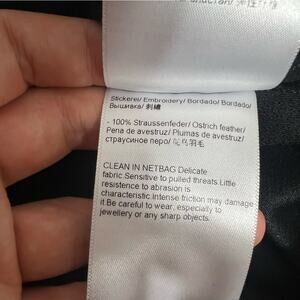 Stickerei/ Embroidery/ Bordado/ Bordado/
Вышивка/ 刺繡
- 100% Straussenfeder/ Ostrich feather/
Pena de avestruz/ Plumas de avestruz/
страусиное перо/ 鸵鸟羽毛
CLEAN IN NETBAG Delicate
fabric.Sensitive to pulled threats.Little
resistence to abrasion is
characteristic.Intense friction may damage
it.Be carefull to wear, especially to
jewellery or any sharp objects.